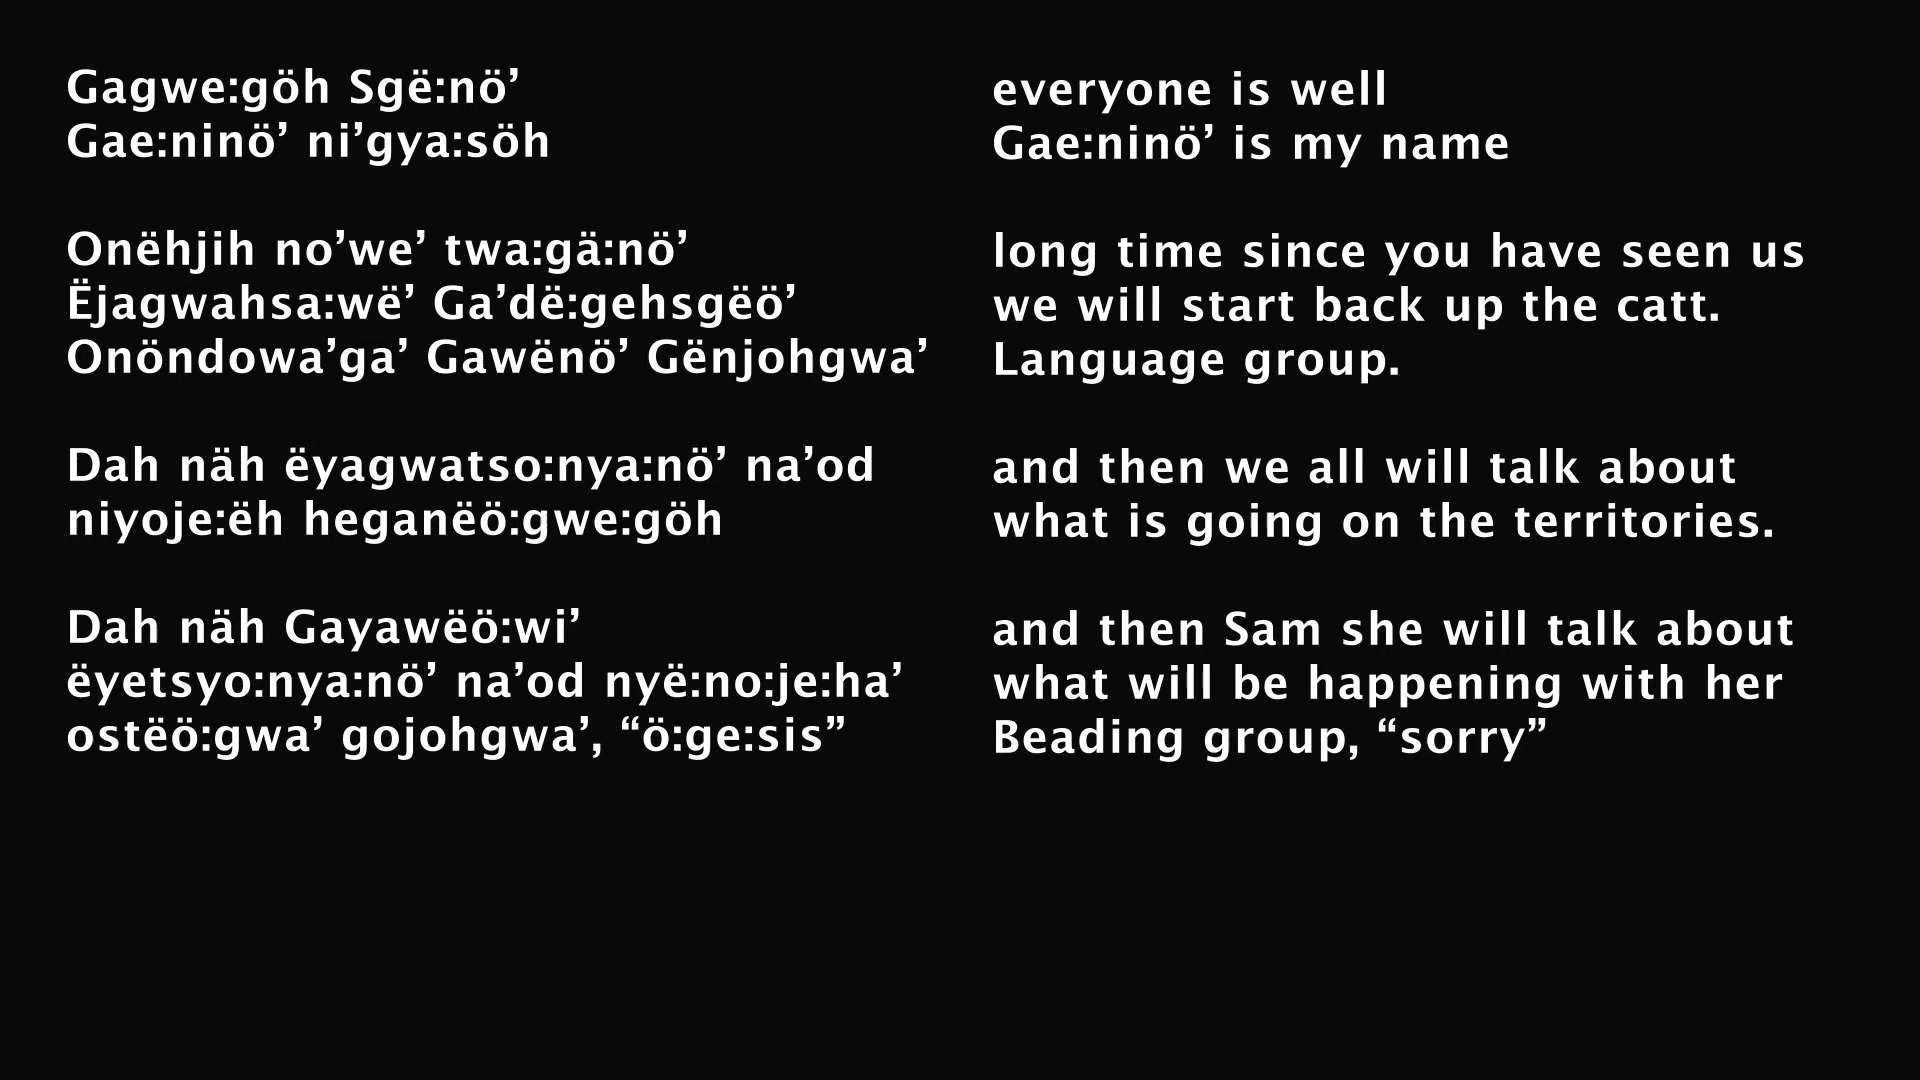 Gagwe:göh Sgë:nö’
Gae:ninö’ ni’gya:söh
Onëhjih no’we’ twa:gä:nö’
Ëjagwahsa:wë’ Ga’dë:gehsgëö’
Onöndowa’ga’ Gawënö’ Gënjohgwa’
Dah näh ëyagwatso:nya:nö’ na’od
niyoje:ëh heganëö:gwe:göh
Dah näh Gayawëö:wi’
ëyetsyo:nya:nö’ na’od nyë:no:je:ha’
ostëö:gwa’ gojohgwa’, “ö:ge:sis”
everyone is well
Gae:ninö’ is my name
long time since you have seen us
we will start back up the catt.
Language group.
and then we all will talk about
what is going on the territories.
and then Sam she will talk about
what will be happening with her
Beading group, “sorry”